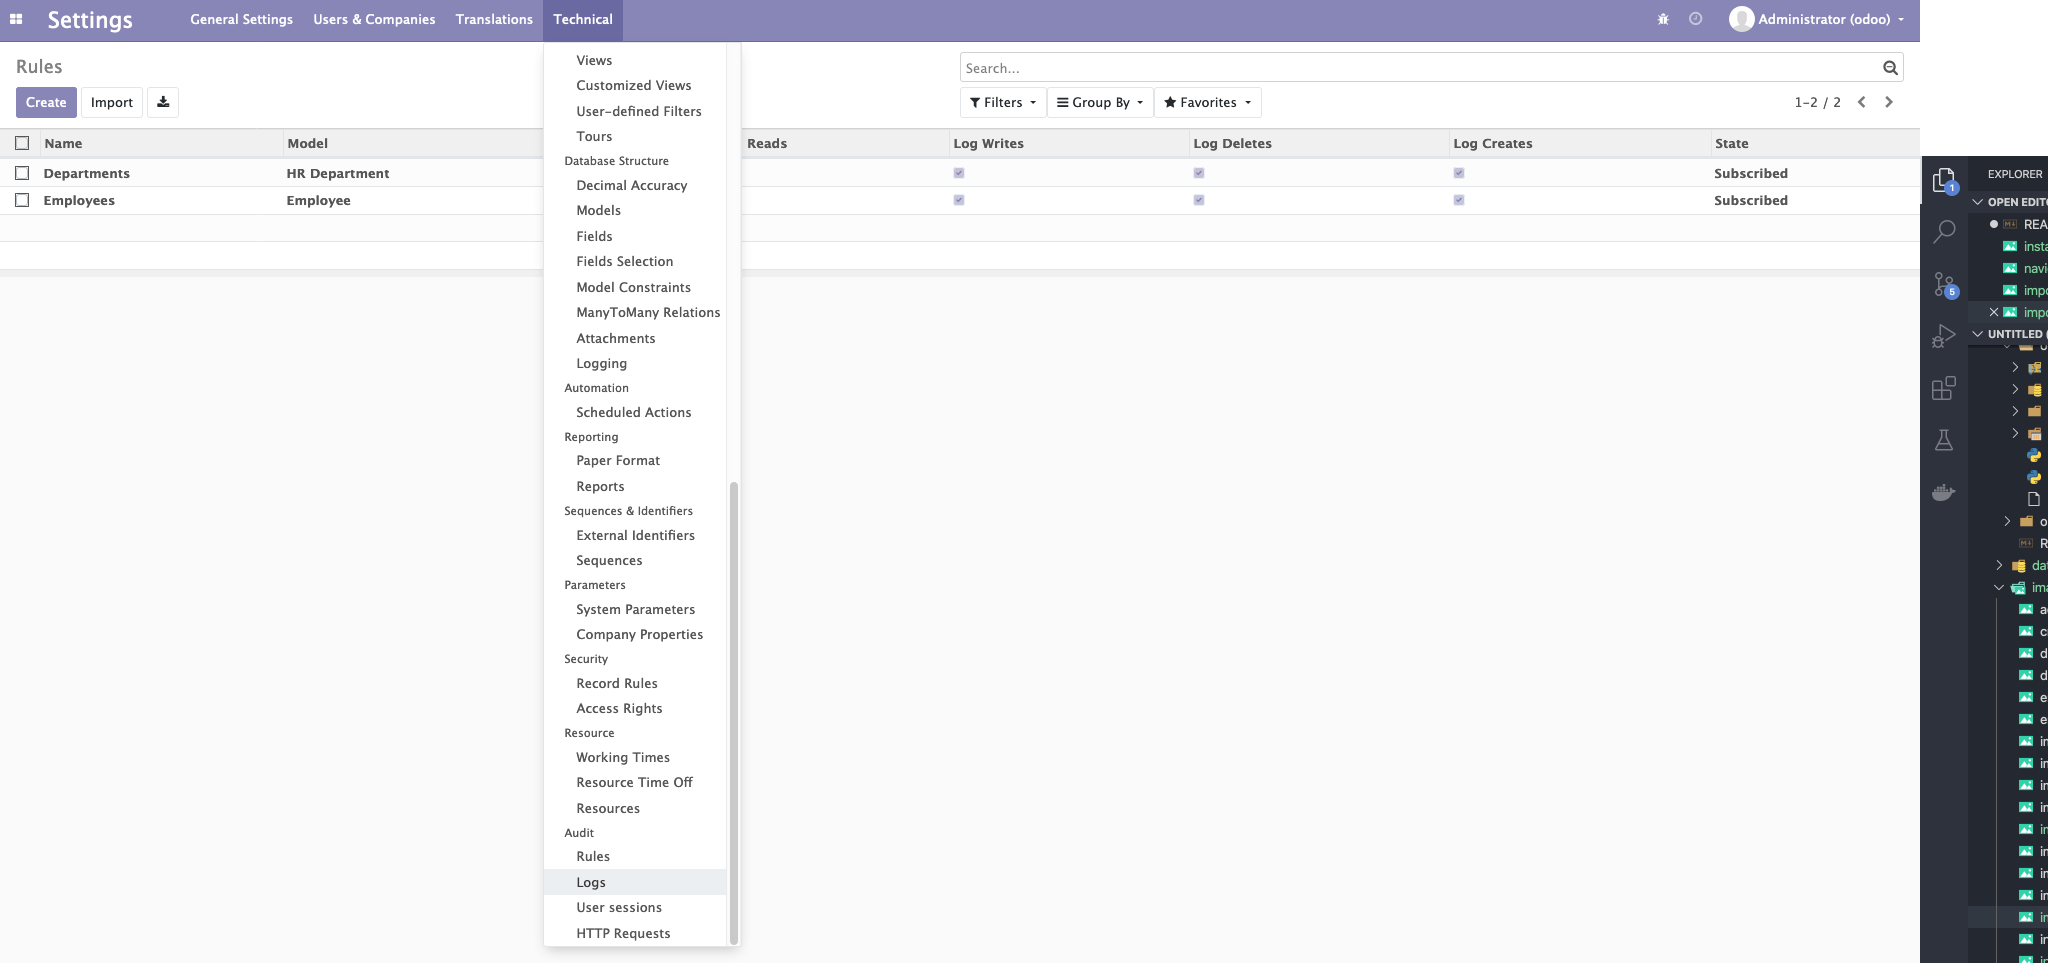 Settings
General Settings
Users & Companies
Translations
Technical
Administrator (odoo)
Rules
Search...
Create
Import
Filters
Group By
Favorites
1-2 / 2
Name
Model
Reads
Log Writes
Log Deletes
Log Creates
State
Departments
HR Department
Subscribed
Employees
Employee
Subscribed
Views
Customized Views
User-defined Filters
Tours
Database Structure
Decimal Accuracy
Models
Fields
Fields Selection
Model Constraints
ManyToMany Relations
Attachments
Logging
Automation
Scheduled Actions
Reporting
Paper Format
Reports
Sequences & Identifiers
External Identifiers
Sequences
Parameters
System Parameters
Company Properties
Security
Record Rules
Access Rights
Resource
Working Times
Resource Time Off
Resources
Audit
Rules
Logs
User sessions
HTTP Requests
1
5
EXPLORER
OPEN EDIT
REA
insta
navi
impo
impo
UNTITLED (
o
R
dat
ima